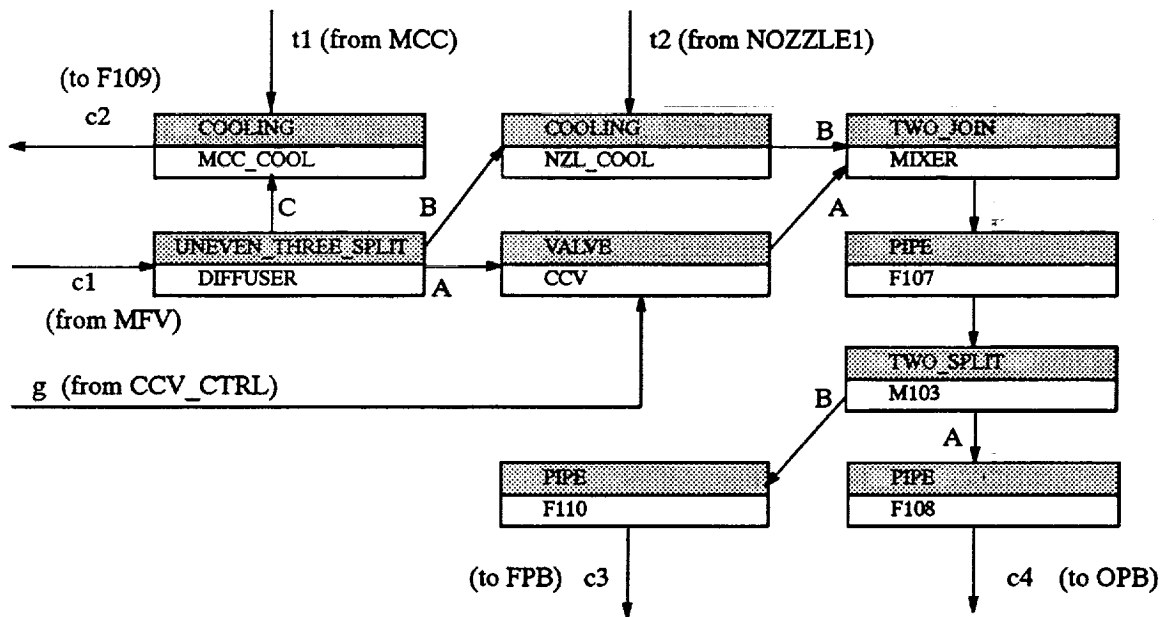 t1 (from MCC)
t2 (from NOZZLE1)
(to F109)
c2
COOLING
MCC_COOL
COOLING
NZL_COOL
B
TWO_JOIN
MIXER
C
B
A
UNEVEN_THREE_SPLIT
DIFFUSER
c1
(from MFV)
A
VALVE
CCV
PIPE
F107
g (from CCV_CTRL)
TWO_SPLIT
M103
B
A
PIPE
F110
PIPE
F108
(to FPB) c3
c4 (to OPB)